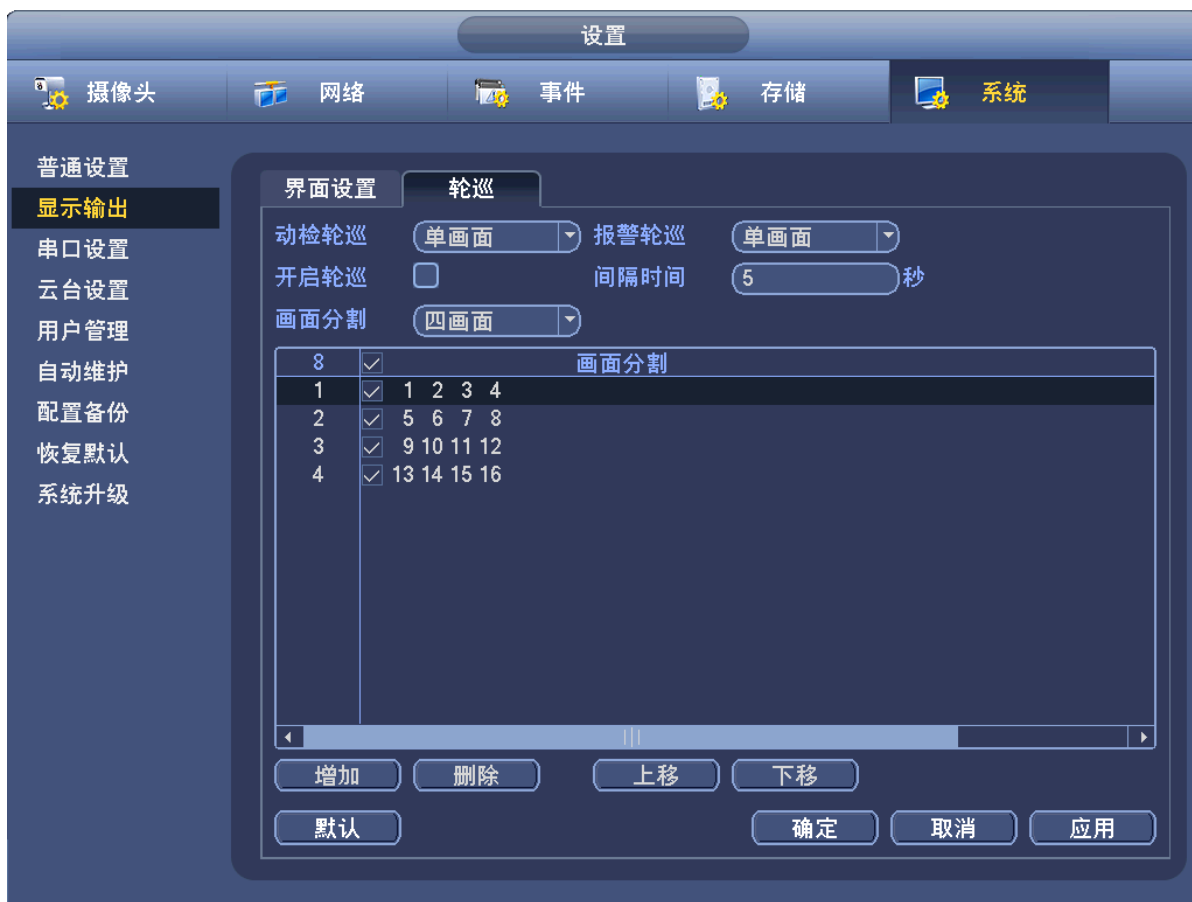 设置
摄像头 网络 事件 存储 系统
普通设置
显示输出
串口设置
云台设置
用户管理
自动维护
配置备份
恢复默认
系统升级
界面设置 轮巡
动检轮巡 单画面 报警轮巡 单画面
开启轮巡 间隔时间 5 秒
画面分割 四画面
8 画面分割
1 1 2 3 4
2 5 6 7 8
3 9 10 11 12
4 13 14 15 16
增加 删除 上移 下移
默认 确定 取消 应用